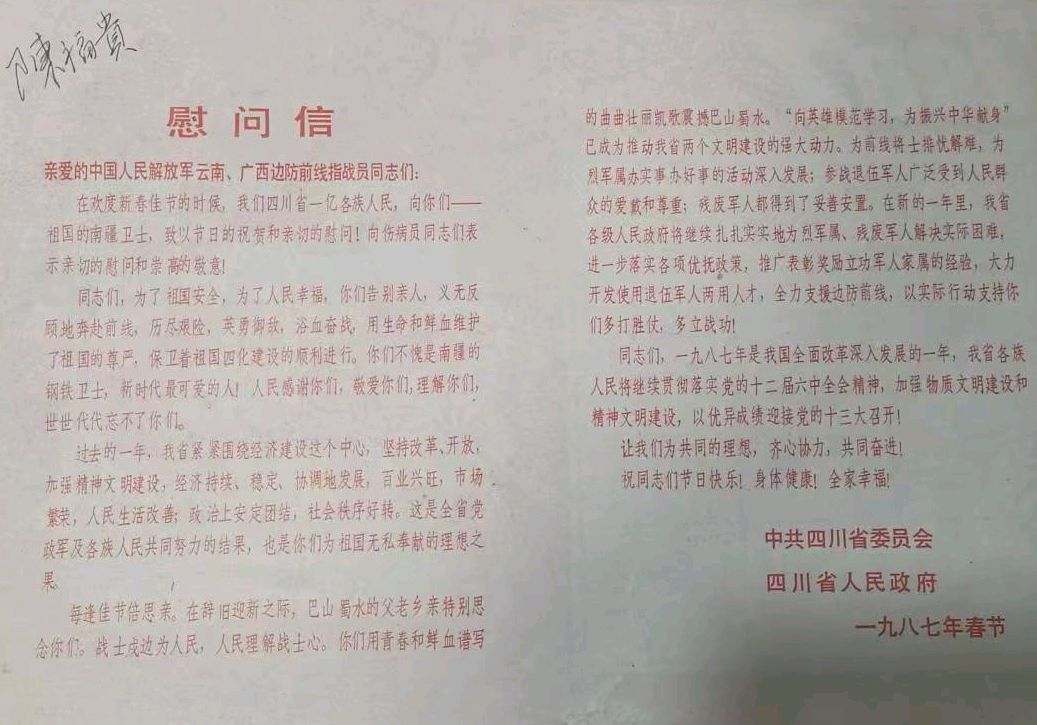 陈福贵
慰问信
亲爱的中国人民解放军云南、广西边防前线指战员同志们：
在欢度新春佳节的时侯，我们四川省一亿各族人民，向你们——
祖国的南疆卫士，致以节日的祝贺和亲切的慰问！向伤病员同志们表
示亲切的慰问和崇高的敬意！
同志们，为了祖国安全，为了人民幸福，你们告别亲人，义无反
顾地奔赴前线，历尽艰险，英勇御敌，浴血奋战，用生命和鲜血维护
了祖国的尊严，保卫着祖国四化建设的顺利进行。你们不愧是南疆的
钢铁卫士，新时代最可爱的人！人民感谢你们，敬爱你们，理解你们，
世世代代忘不了你们。
过去的一年，我省紧紧围绕经济建设这个中心，坚持改革、开放，
加强精神文明建设，经济持续、稳定、协调地发展，百业兴旺，市场
繁荣，人民生活改善；政治上安定团结，社会秩序好转。这是全省党
政军及各族人民共同努力的结果，也是你们为祖国无私奉献的理想之
果。
每逢佳节倍思亲。在辞旧迎新之际，巴山蜀水的父老乡亲特别思
念你们。战士戍边为人民，人民理解战士心。你们用青春和鲜血谱写
的曲曲壮丽凯歌震撼巴山蜀水。“向英雄模范学习，为振兴中华献身”
已成为推动我省两个文明建设的强大动力。为前线将士排忧解难，为
烈军属办实事办好事的活动深入发展；参战退伍军人广泛受到人民群
众的爱戴和尊重；残废军人都得到了妥善安置。在新的一年里，我省
各级人民政府将继续扎扎实实地为烈军属、残废军人解决实际困难，
进一步落实各项优抚政策，推广表彰奖励立功军人家属的经验，大力
开发使用退伍军人两用人才，全力支援边防前线，以实际行动支持你
们多打胜仗，多立战功！
同志们，一九八七年是我国全面改革深入发展的一年，我省各族
人民将继续贯彻落实党的十二届六中全会精神，加强物质文明建设和
精神文明建设，以优异成绩迎接党的十三大召开！
让我们为共同的理想，齐心协力，共同奋进！
祝同志们节日快乐！身体健康！全家幸福！
中共四川省委员会
四川省人民政府
一九八七年春节